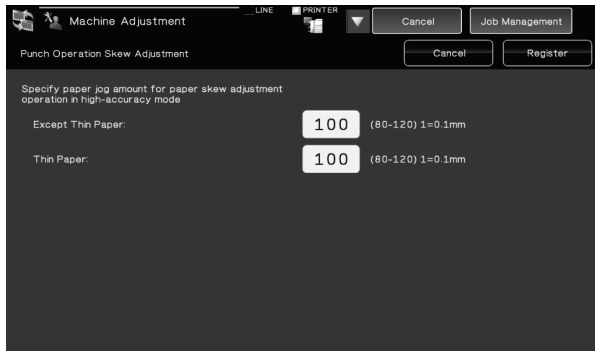 Machine Adjustment
__LINE
PRINTER
Cancel
Job Management
Punch Operation Skew Adjustment
Cancel
Register
Specify paper jog amount for paper skew adjustment
operation in high-accuracy mode
Except Thin Paper:
100
(80-120) 1=0.1mm
Thin Paper:
100
(80-120) 1=0.1mm